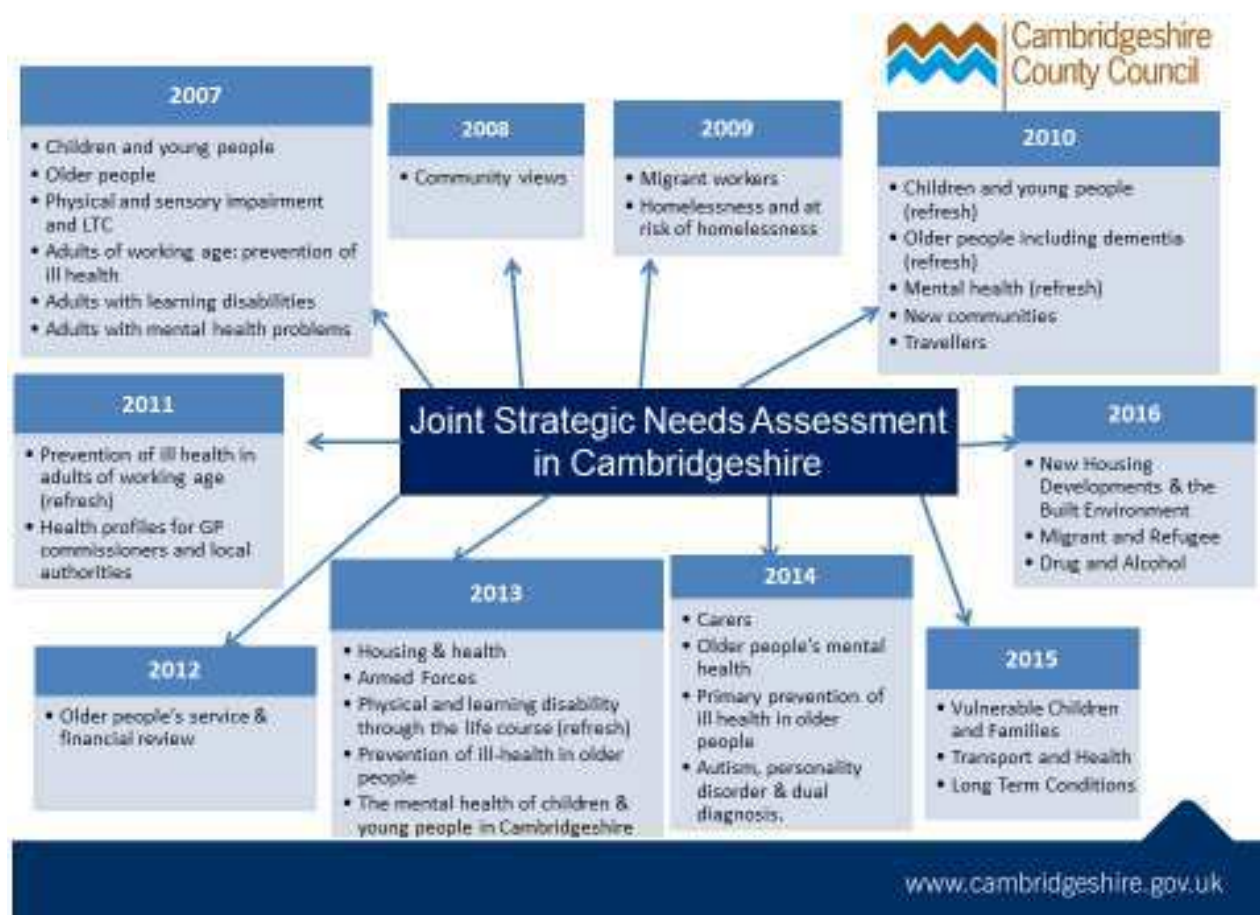 Cambridgeshire
County Council
2007
• Children and young people
• Older people
• Physical and sensory impairment
and LTC
• Adults of working age: prevention of
ill health
• Adults with learning disabilities
• Adults with mental health problems
2008
• Community views
2009
• Migrant workers
• Homelessness and at
risk of homelessness
2010
• Children and young people
(refresh)
• Older people including dementia
(refresh)
• Mental health (refresh)
• New communities
• Travellers
Joint Strategic Needs Assessment
in Cambridgeshire
2011
• Prevention of ill health in
adults of working age
(refresh)
• Health profiles for GP
commissioners and local
authorities
2016
• New Housing
Developments & the
Built Environment
• Migrant and Refugee
• Drug and Alcohol
2012
• Older people's service &
financial review
2013
• Housing & health
• Armed Forces
• Physical and learning disability
through the life course (refresh)
• Prevention of ill-health in older
people
• The mental health of children &
young people in Cambridgeshire
2014
• Carers
• Older people's mental
health
• Primary prevention of
ill health in older
people
• Autism, personality
disorder & dual
diagnosis.
2015
• Vulnerable Children
and Families
• Transport and Health
• Long Term Conditions
www.cambridgeshire.gov.uk